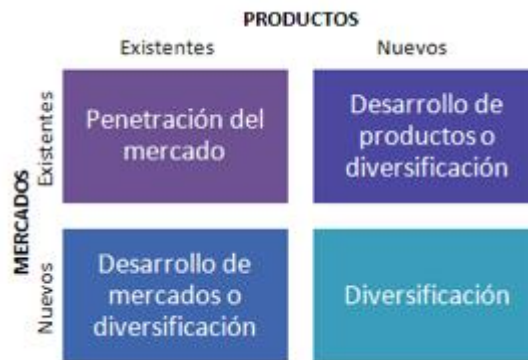 PRODUCTOS
Existentes
Nuevos
MERCADOS
Existentes
Penetración del
mercado
Desarrollo de
productos o
diversificación
Nuevos
Desarrollo de
mercados o
diversificación
Diversificación